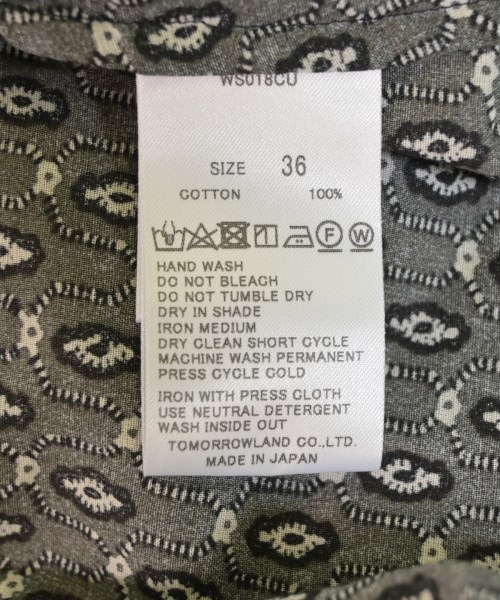 WS018CU
SIZE 36
COTTON 100%
F W
HAND WASH
DO NOT BLEACH
DO NOT TUMBLE DRY
DRY IN SHADE
IRON MEDIUM
DRY CLEAN SHORT CYCLE
MACHINE WASH PERMANENT
PRESS CYCLE COLD
IRON WITH PRESS CLOTH
USE NEUTRAL DETERGENT
WASH INSIDE OUT
TOMORROWLAND CO.,LTD.
MADE IN JAPAN